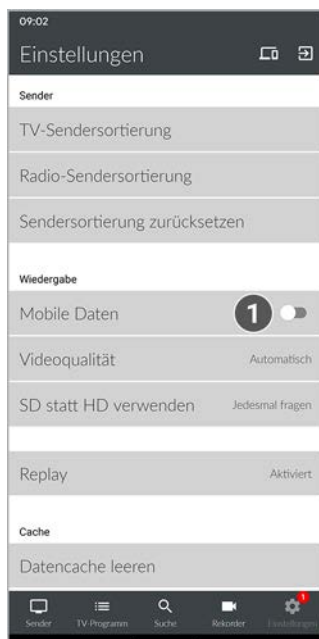 09:02
Einstellungen
Sender
TV-Sendersortierung
Radio-Sendersortierung
Sendersortierung zurücksetzen
Wiedergabe
Mobile Daten 1
Videoqualität Automatisch
SD statt HD verwenden Jedesmal fragen
Replay Aktiviert
Cache
Datencache leeren
1
Sender TV-Programm Suche Rekorder Einstellungen